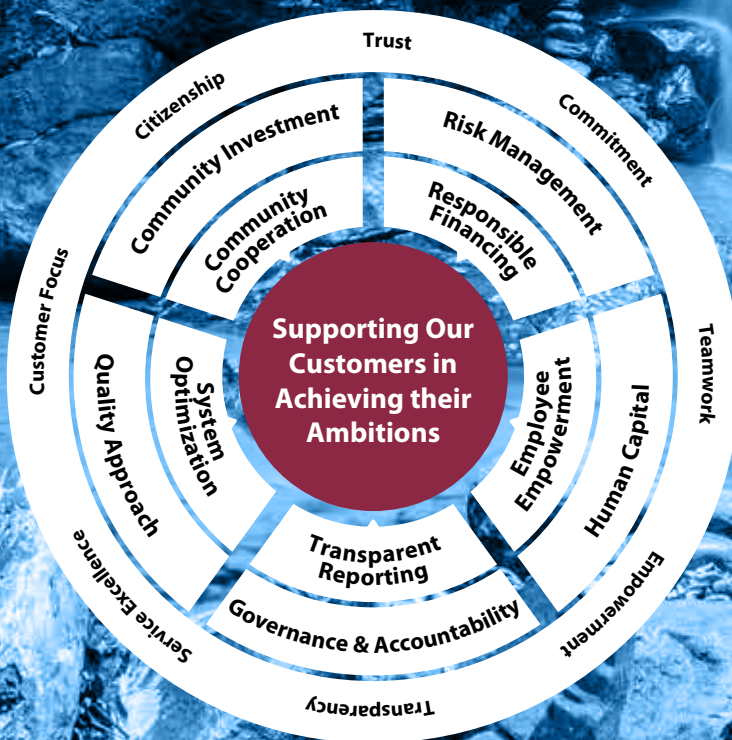 Trust
Commitment
Teamwork
Empowerment
Transparency
Service Excellence
Customer Focus
Citizenship
Risk Management
Human Capital
Governance & Accountability
Quality Approach
Community Investment
Responsible
Financing
Employee
Empowerment
Transparent
Reporting
System
Optimization
Community
Cooperation
Supporting Our
Customers in
Achieving their
Ambitions